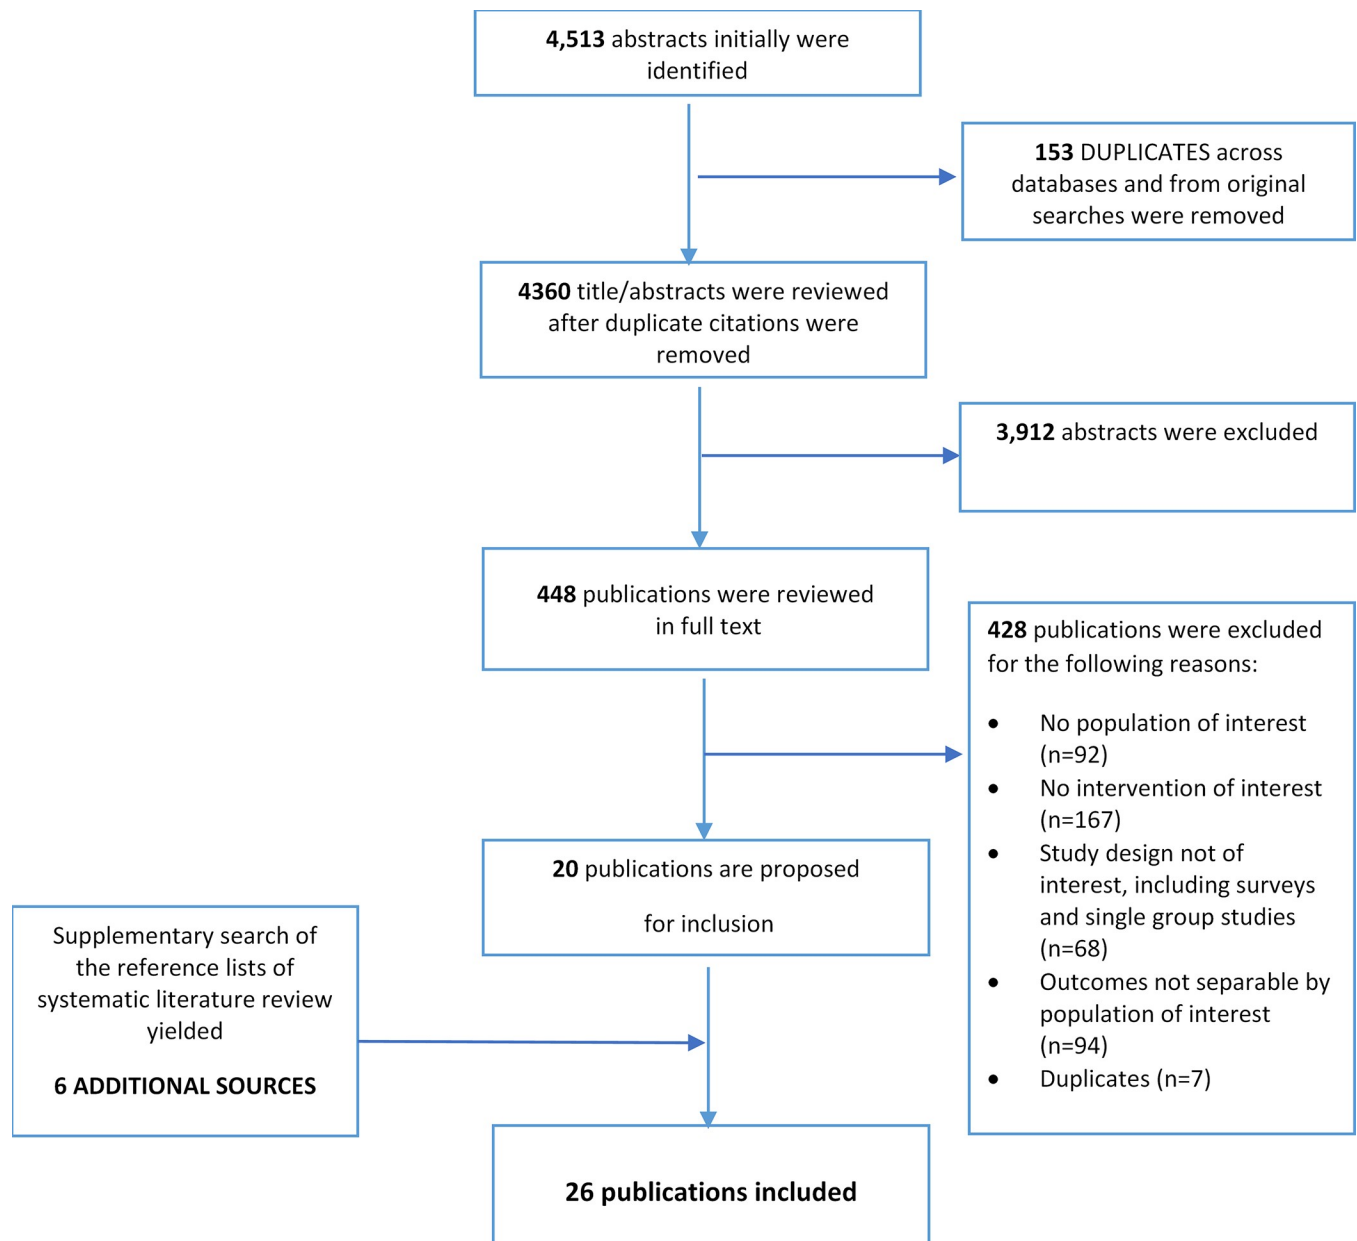 4,513 abstracts initially were
identified
153 DUPLICATES across
databases and from original
searches were removed
4360 title/abstracts were reviewed
after duplicate citations were
removed
3,912 abstracts were excluded
448 publications were reviewed
in full text
428 publications were excluded
for the following reasons:
• No population of interest
(n=92)
• No intervention of interest
(n=167)
• Study design not of
interest, including surveys
and single group studies
(n=68)
• Outcomes not separable by
population of interest
(n=94)
• Duplicates (n=7)
20 publications are proposed
for inclusion
Supplementary search of
the reference lists of
systematic literature review
yielded
6 ADDITIONAL SOURCES
26 publications included